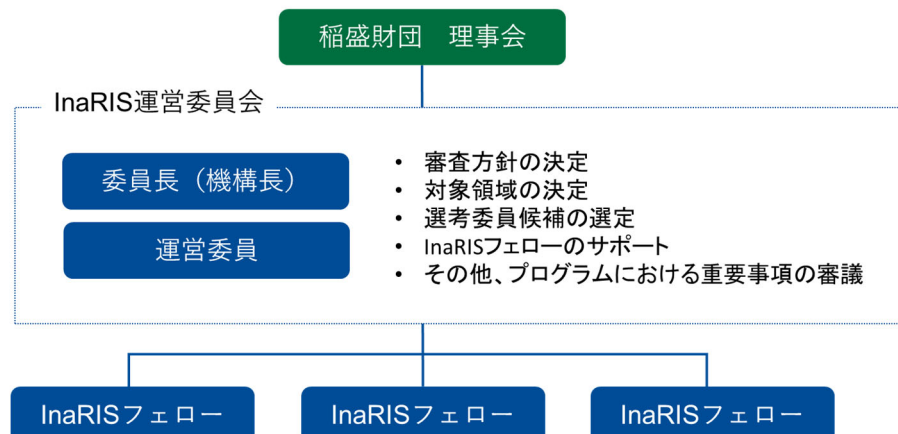 稲盛財団　理事会
InaRIS運営委員会
委員長（機構長）
運営委員
• 審査方針の決定
• 対象領域の決定
• 選考委員候補の選定
• InaRISフェローのサポート
• その他、プログラムにおける重要事項の審議
InaRISフェロー
InaRISフェロー
InaRISフェロー